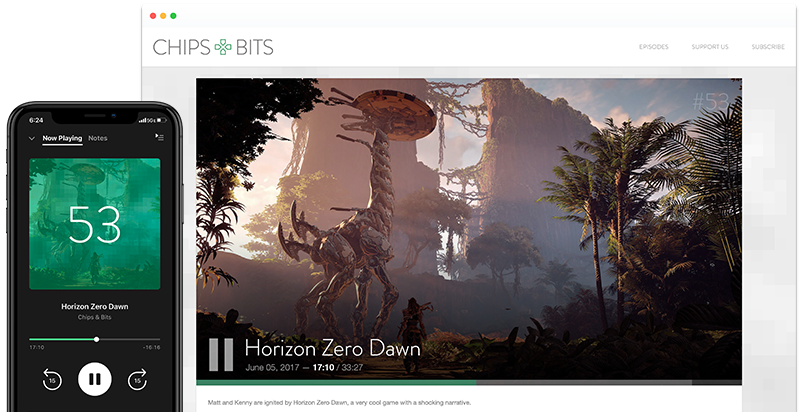 CHIPS BITS
EPISODES SUPPORT US SUBSCRIBE
#53
6:24
Now Playing Notes
53
Horizon Zero Dawn
Chips & Bits
17:10 -16:16
15 15
Horizon Zero Dawn
June 05, 2017 — 17:10 / 33:27
Matt and Kenny are ignited by Horizon Zero Dawn, a very cool game with a shocking narrative.